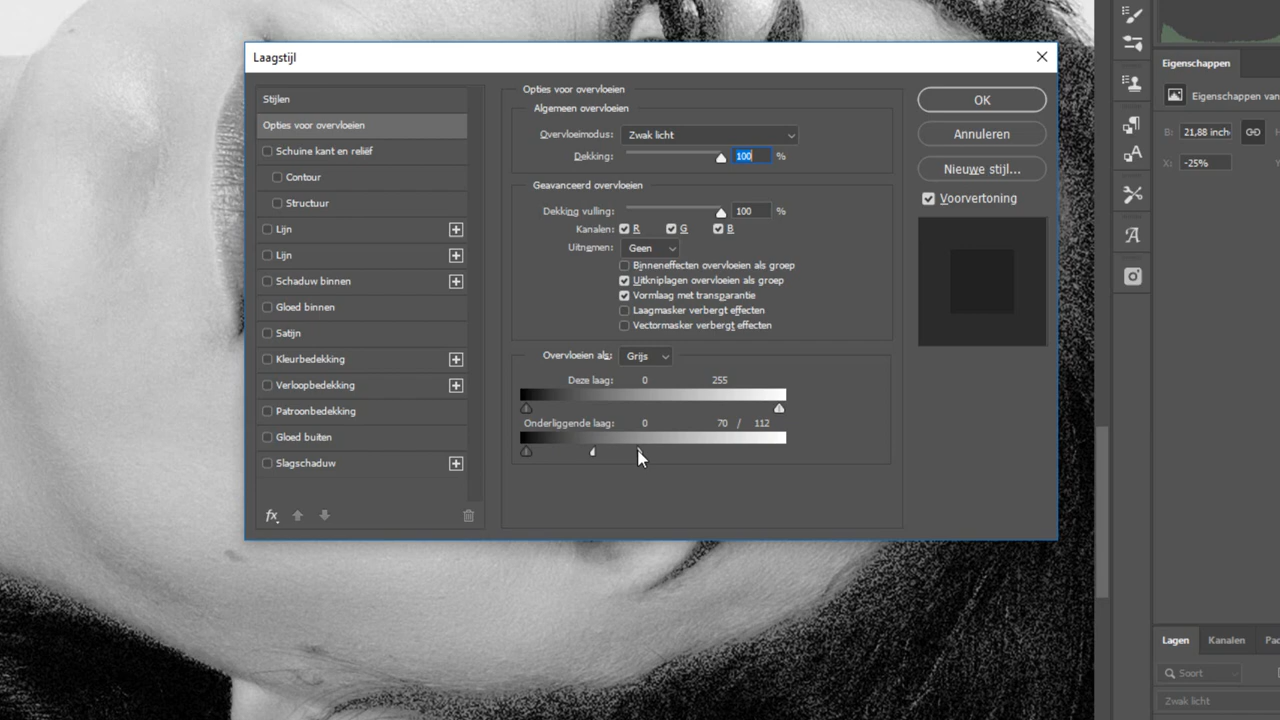 Laagstijl
Stijlen
Opties voor overvloeien
Schuine kant en reliëf
Contour
Structuur
Lijn
Lijn
Schaduw binnen
Gloed binnen
Satijn
Kleurbedekking
Verloopbedekking
Patroonbedekking
Gloed buiten
Slagschaduw
fx
Opties voor overvloeien
Algemeen overvloeien
Overvloeimodus: Zwak licht
Dekking: 100 %
Geavanceerd overvloeien
Dekking vulling: 100 %
Kanalen: R G B
Uitnemen: Geen
Binneneffecten overvloeien als groep
Uitkniplagen overvloeien als groep
Vormlaag met transparantie
Laagmasker verbergt effecten
Vectormasker verbergt effecten
Overvloeien als: Grijs
Deze laag: 0 255
Onderliggende laag: 0 70 / 112
OK
Annuleren
Nieuwe stijl...
Voorvertoning
Eigenschappen
Eigenschappen van
B: 21,88 inch
X: -25%
Lagen Kanalen
Soort
Zwak licht